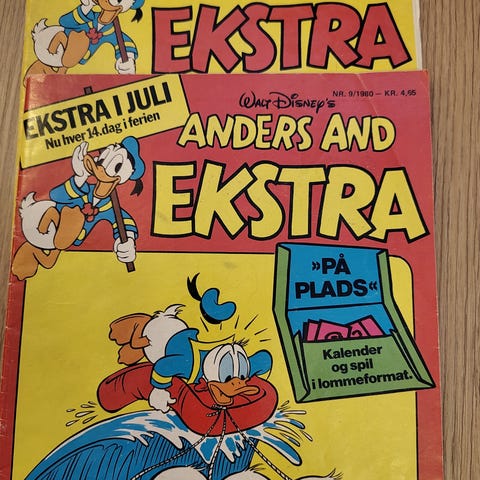 EKSTRA
EKSTRA I JULI
Nu hver 14. dag i ferien
WALT DISNEY'S
NR. 9/1980 – KR. 4,95
ANDERS AND
EKSTRA
»PÅ
PLADS«
Kalender
og spil
i lommeformat.